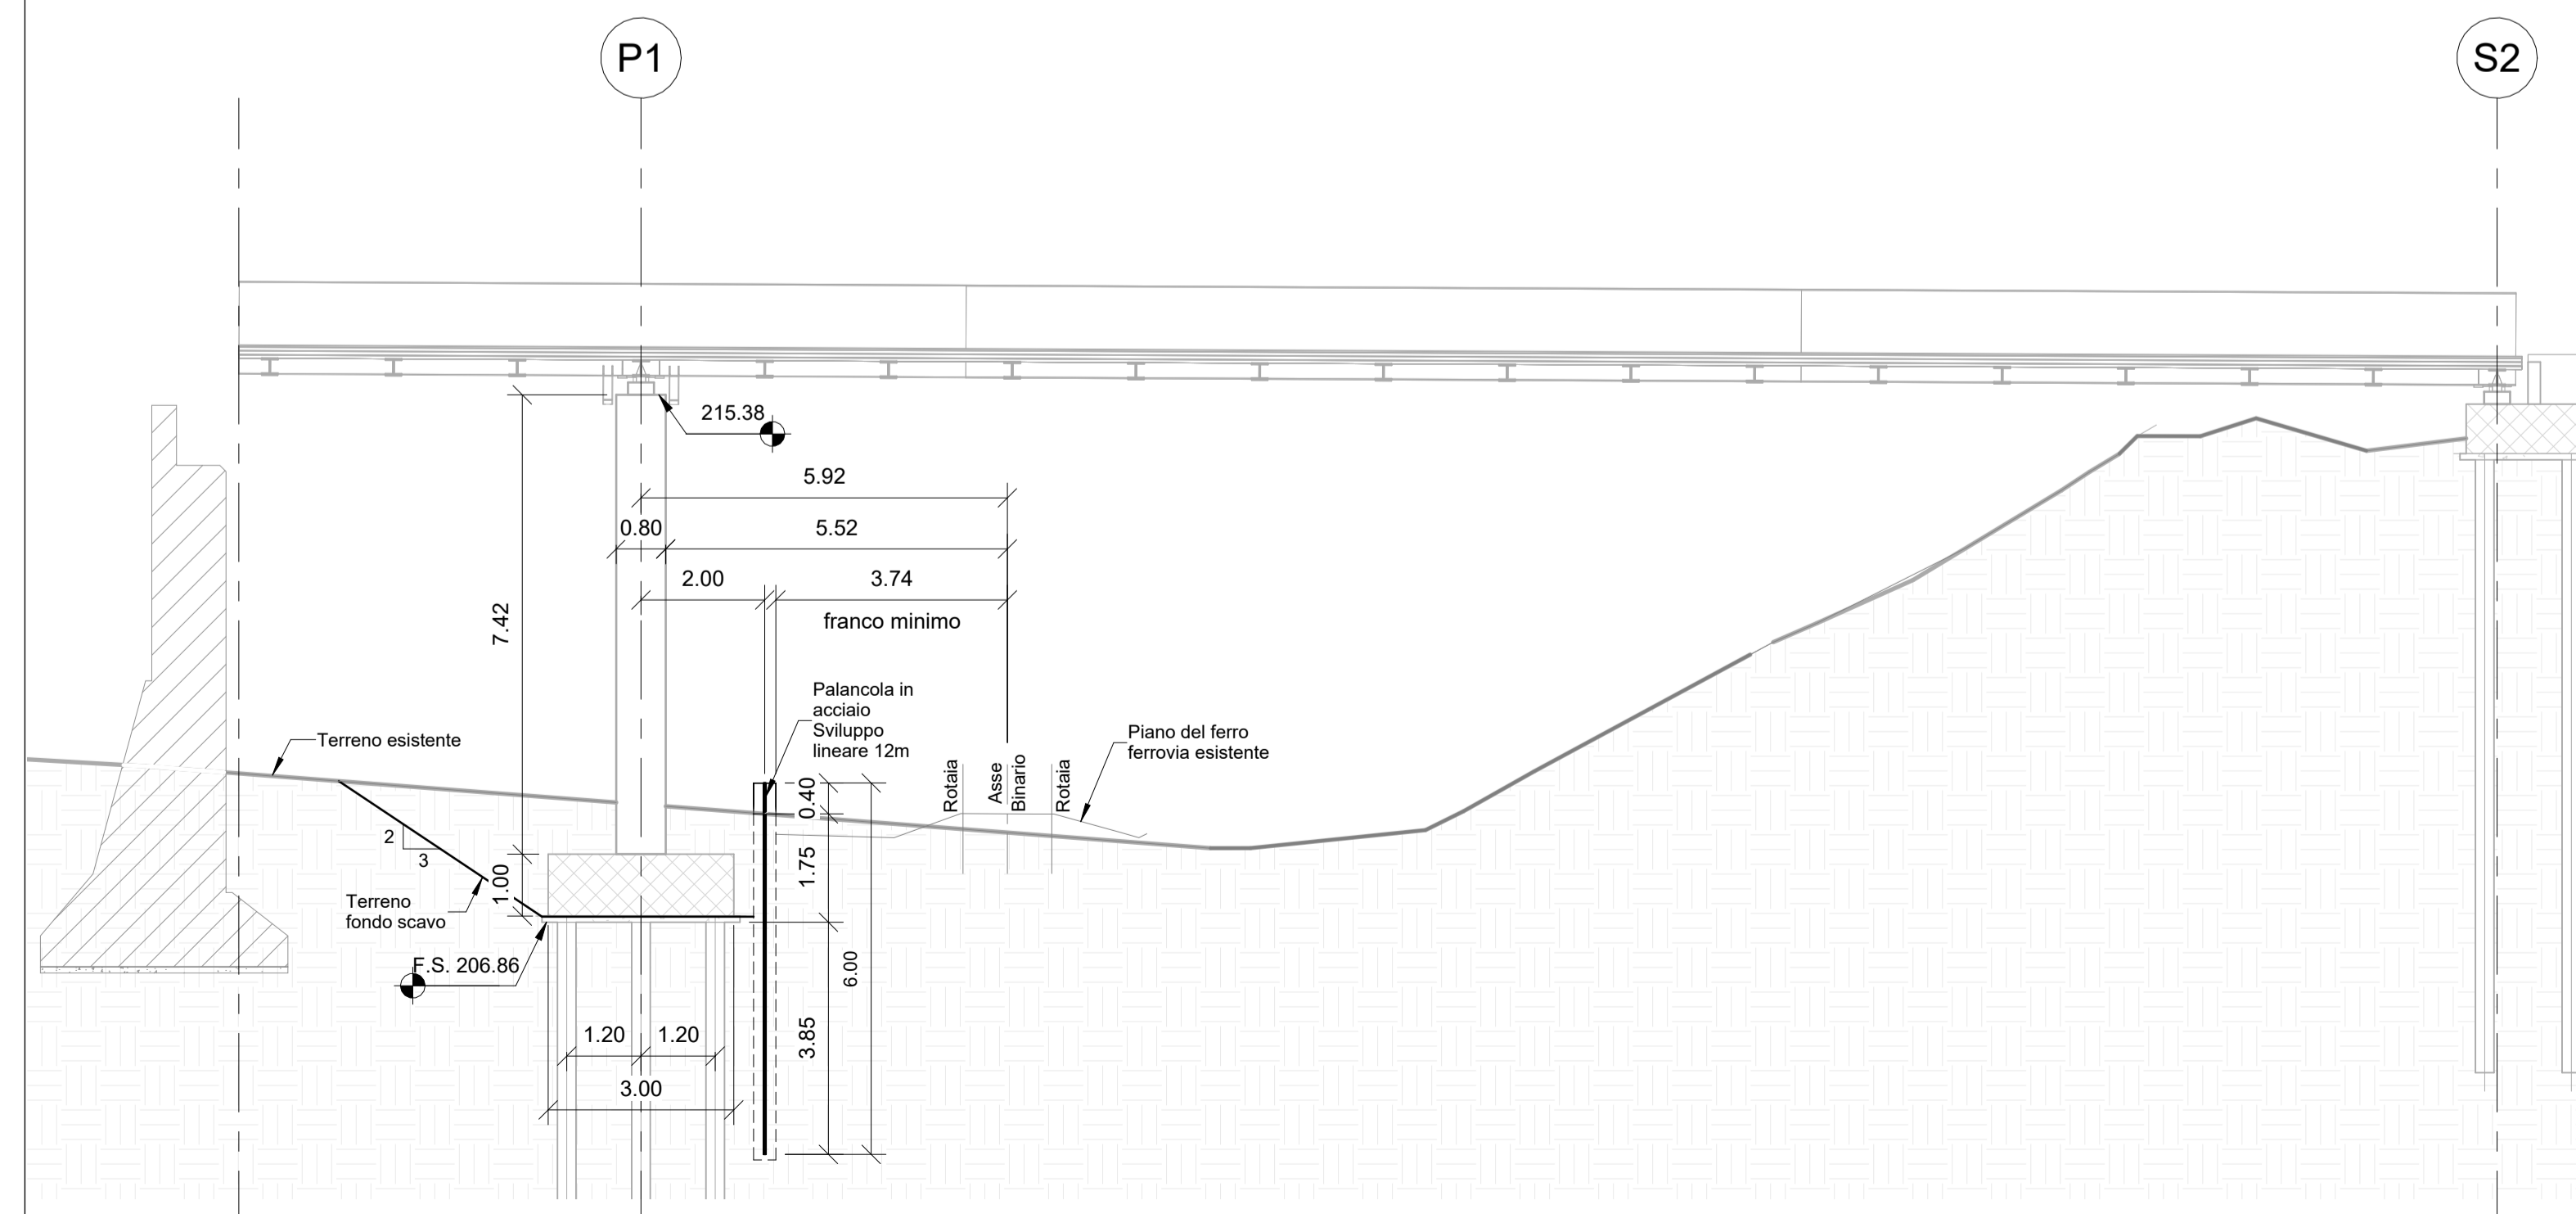 P1
S2
215.38
5.92
0.80
5.52
2.00
3.74
franco minimo
7.42
Palancola in
acciaio
Sviluppo
lineare 12m
Terreno esistente
Piano del ferro
ferrovia esistente
Rotaia
Asse
Binario
Rotaia
0.40
2
3
1.75
1.00
Terreno
fondo scavo
F.S. 206.86
6.00
1.20
1.20
3.85
3.00